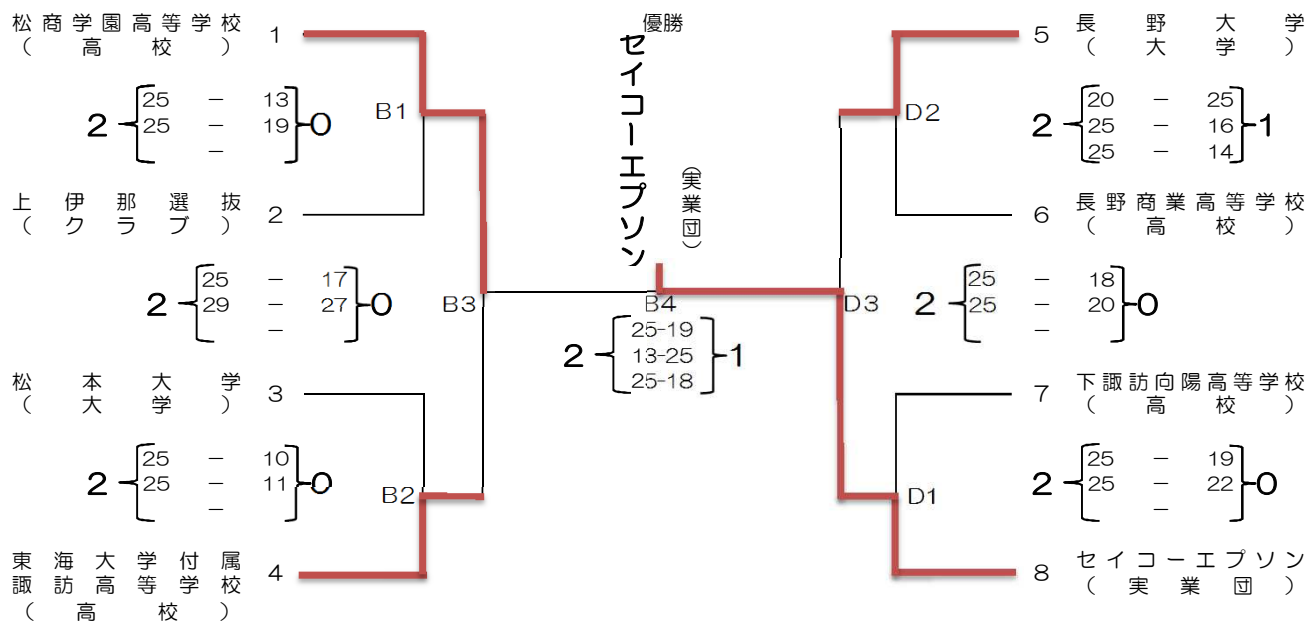 優勝
セイコーエプソン
（実業団）
松商学園高等学校
（高校）
1
2 25 － 13 0
25 － 19
－
B1
上伊那選抜
（クラブ）
2
2 25 － 17 0
29 － 27
－
B3
松本大学
（大学）
3
2 25 － 10 0
25 － 11
－
B2
東海大学付属
諏訪高等学校
（高校）
4
B4
2 25-19 1
13-25
25-18
5
長野大学
（大学）
D2
2 20 － 25 1
25 － 16
25 － 14
6
長野商業高等学校
（高校）
D3
2 25 － 18 0
25 － 20
－
7
下諏訪向陽高等学校
（高校）
D1
2 25 － 19 0
25 － 22
－
8
セイコーエプソン
（実業団）